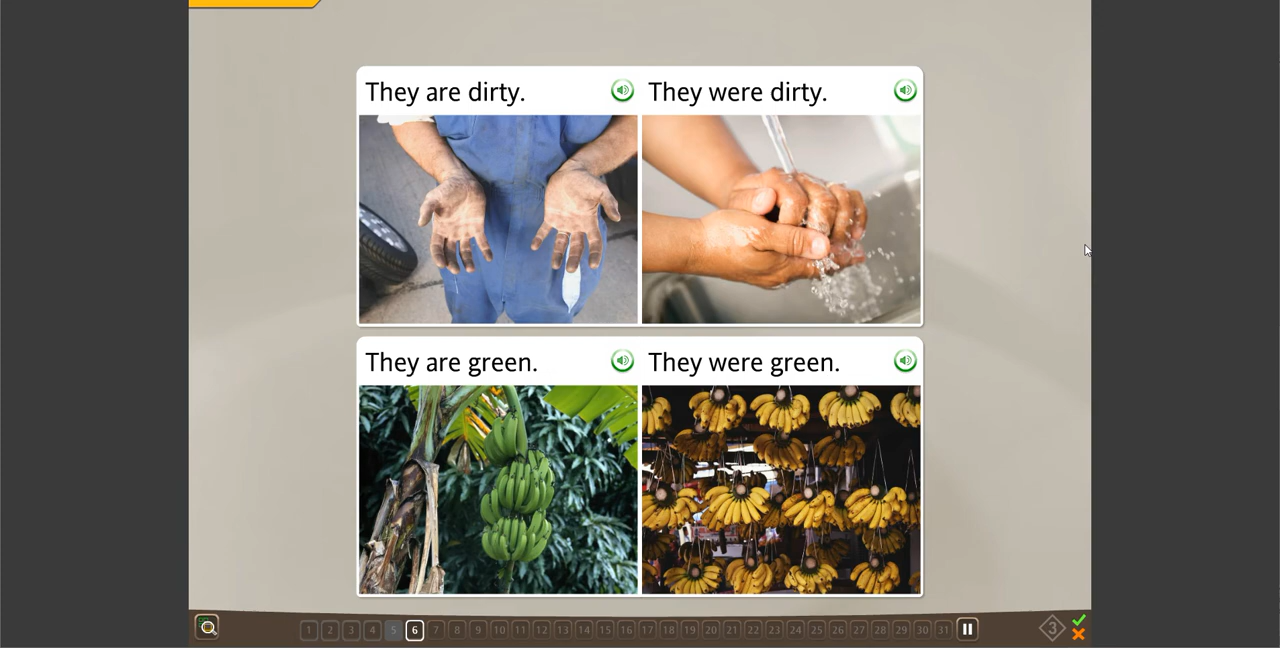 They are dirty.
They were dirty.
They are green.
They were green.
1 2 3 4 5 6 7 8 9 10 11 12 13 14 15 16 17 18 19 20 21 22 23 24 25 26 27 28 29 30 31
3